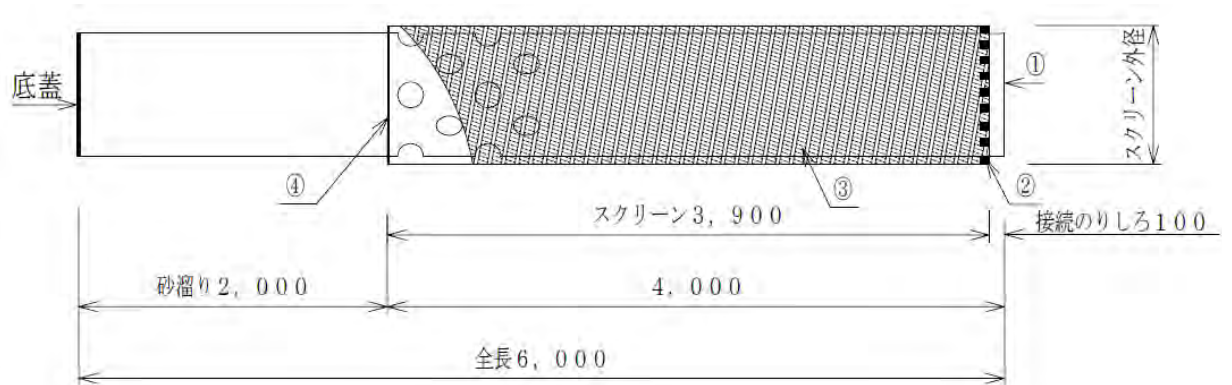 底蓋
①
スクリーン外径
④
③
②
スクリーン3,900
接続のりしろ100
砂溜り2,000
4,000
全長6,000